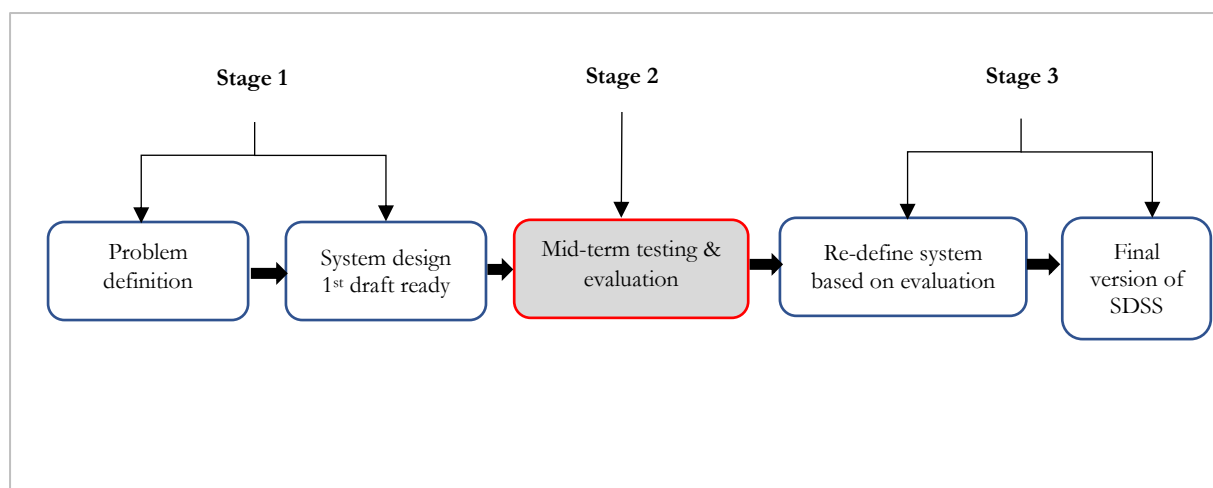 Stage 1
Stage 2
Stage 3
Problem
definition
System design
1st draft ready
Mid-term testing &
evaluation
Re-define system
based on evaluation
Final
version of
SDSS